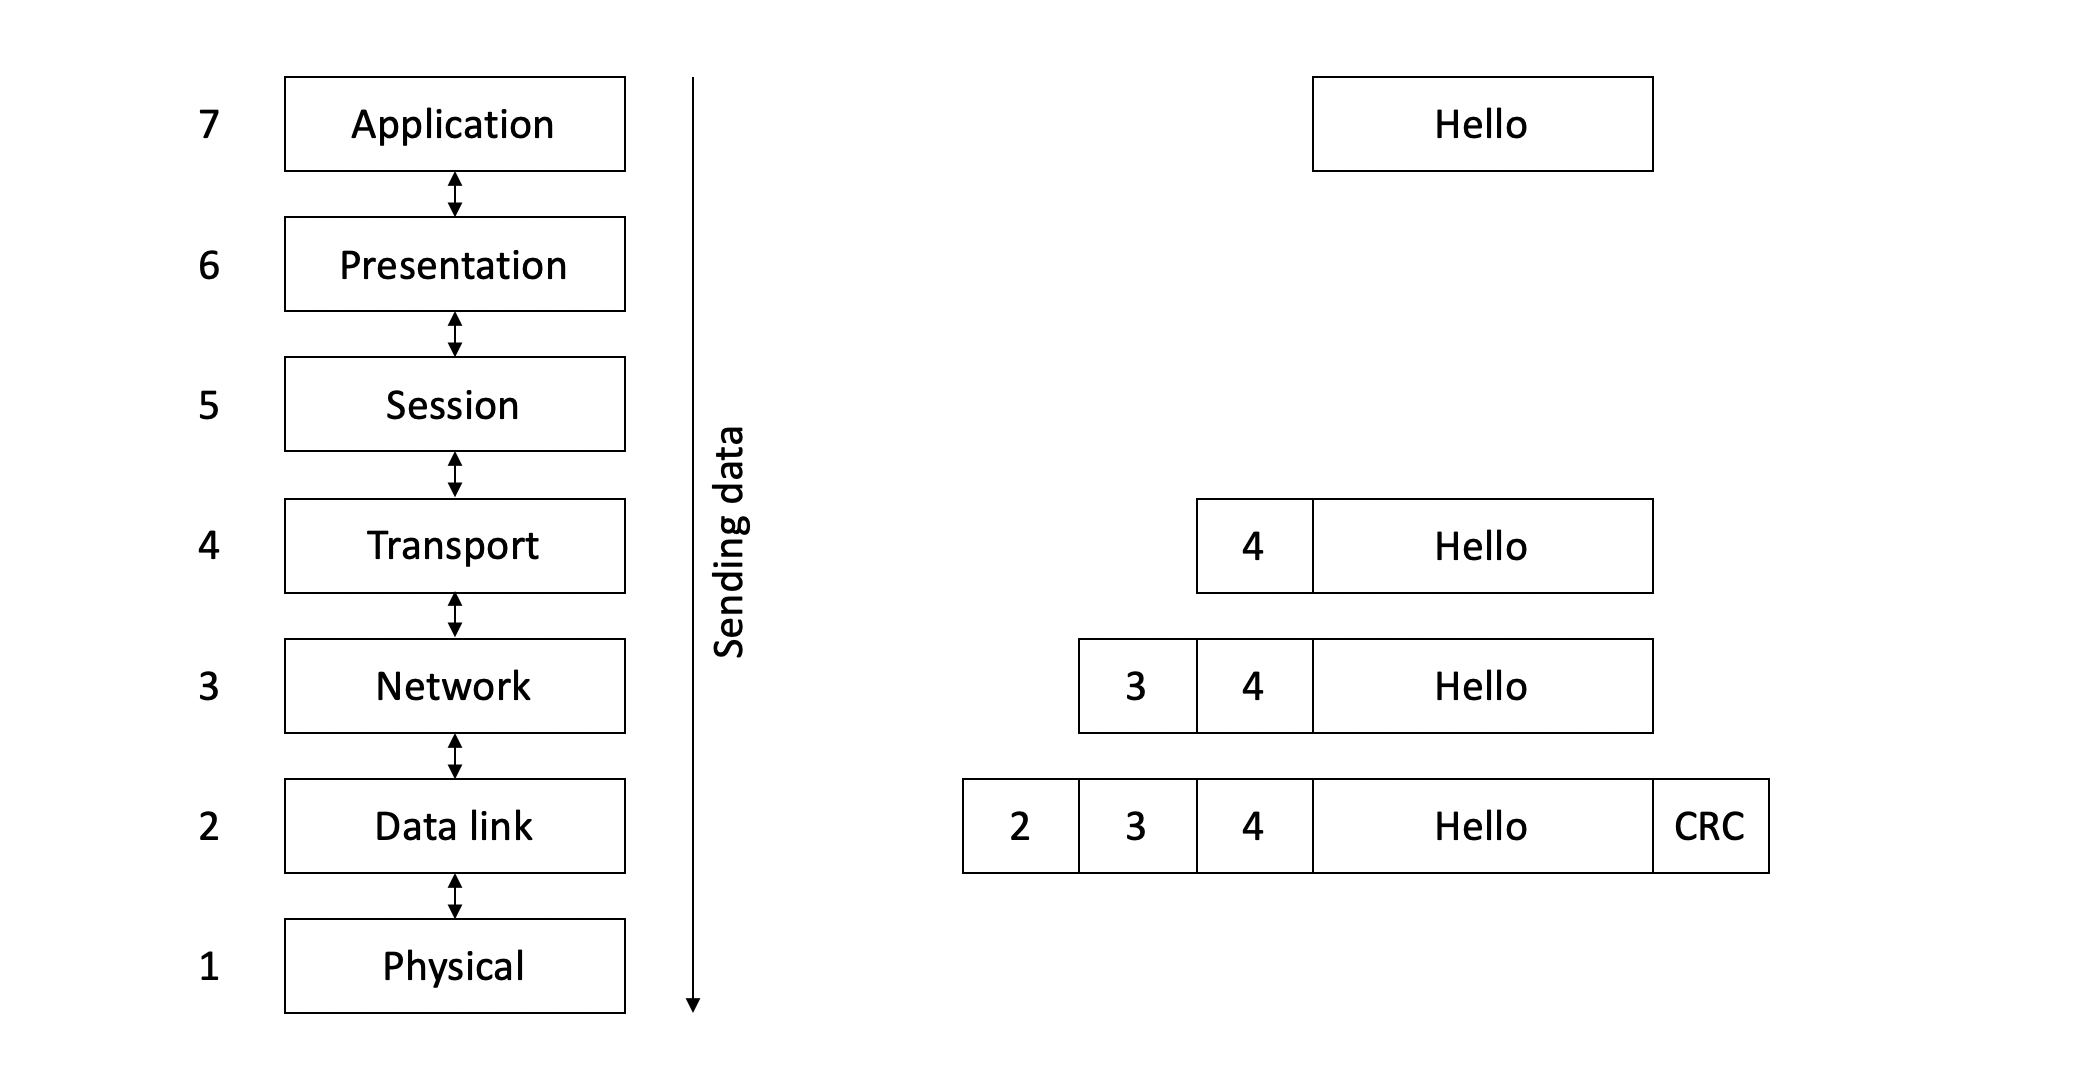 7 Application Hello
6 Presentation
5 Session
Sending data
4 Transport 4 Hello
3 Network 3 4 Hello
2 Data link 2 3 4 Hello CRC
1 Physical